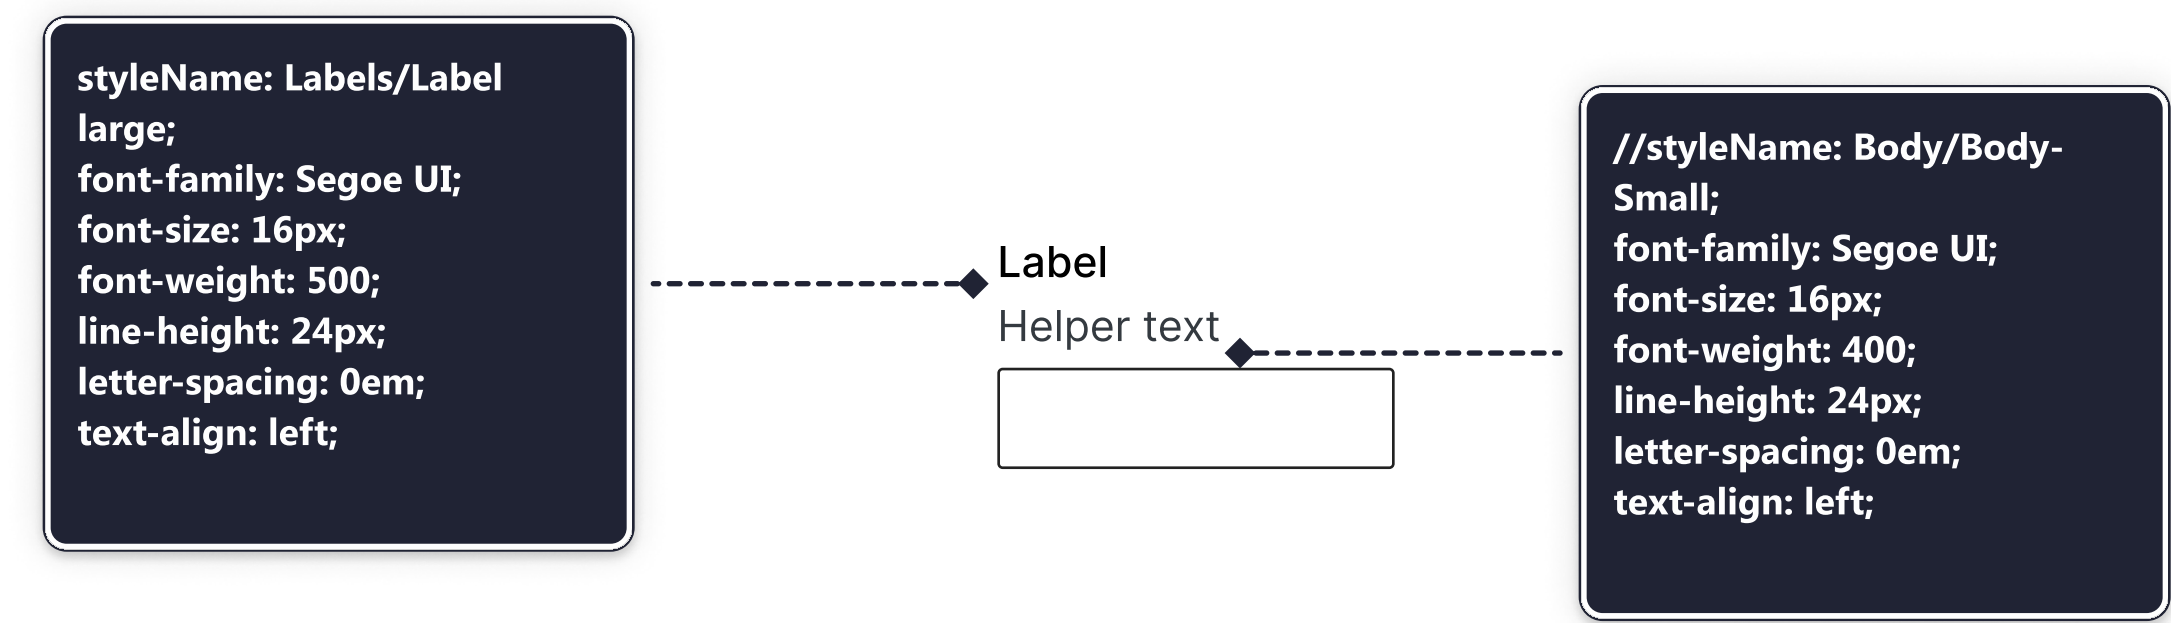 styleName: Labels/Label
large;
font-family: Segoe UI;
font-size: 16px;
font-weight: 500;
line-height: 24px;
letter-spacing: 0em;
text-align: left;
Label
Helper text
//styleName: Body/Body-
Small;
font-family: Segoe UI;
font-size: 16px;
font-weight: 400;
line-height: 24px;
letter-spacing: 0em;
text-align: left;